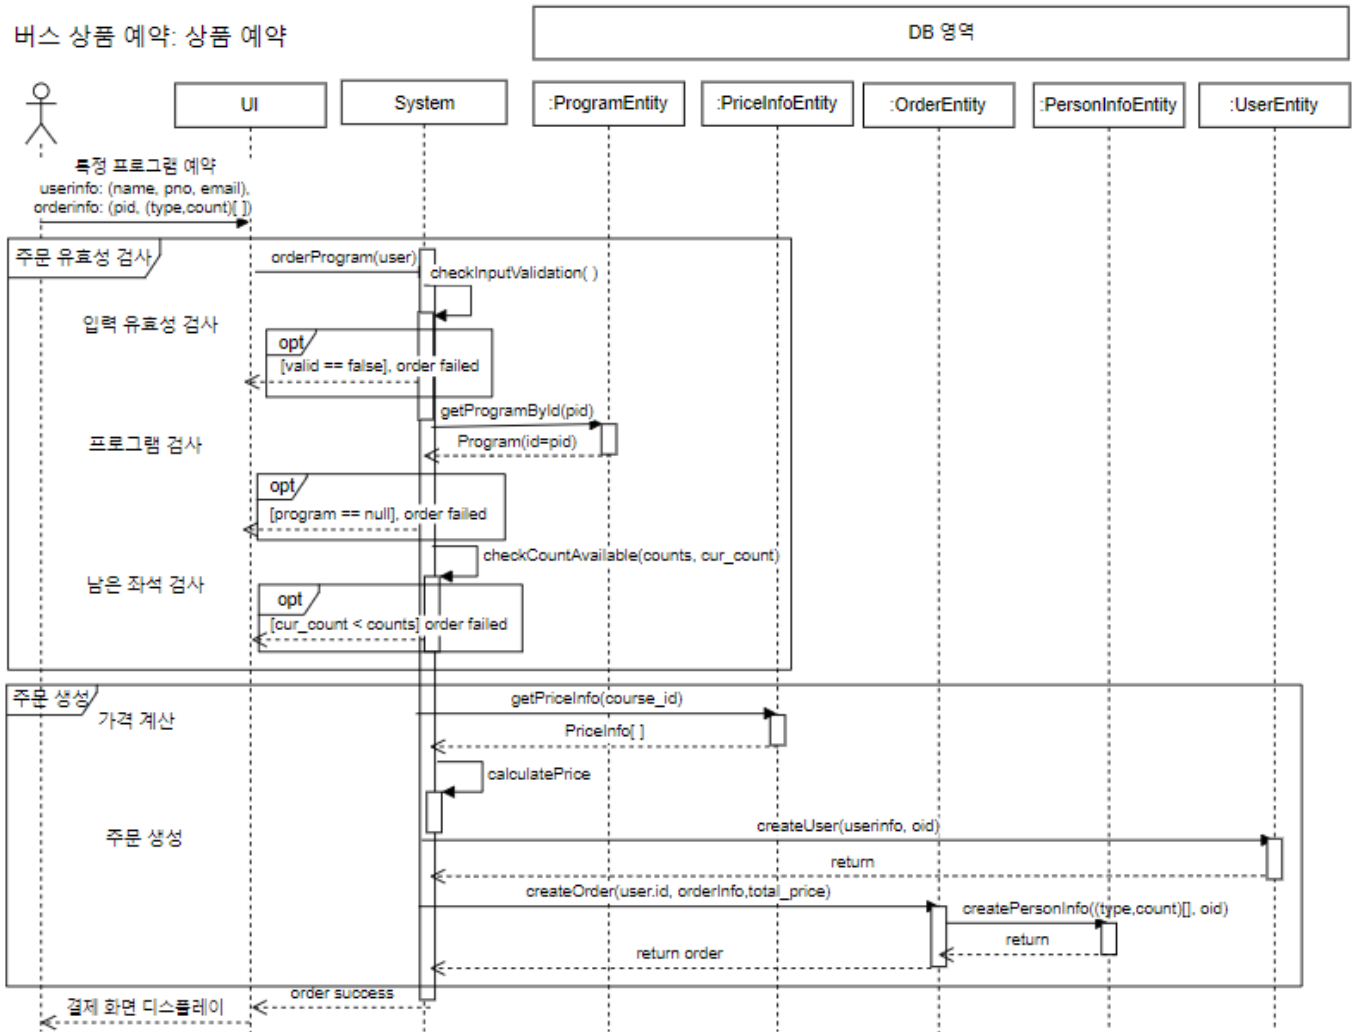 버스 상품 예약: 상품 예약
DB 영역
UI
System
:ProgramEntity
:PriceInfoEntity
:OrderEntity
:PersonInfoEntity
:UserEntity
특정 프로그램 예약
userinfo: (name, pno, email),
orderinfo: (pid, (type,count)[ ])
주문 유효성 검사
orderProgram(user)
checkInputValidation( )
입력 유효성 검사
opt
[valid == false], order failed
getProgramById(pid)
프로그램 검사
Program(id=pid)
opt
[program == null], order failed
checkCountAvailable(counts, cur_count)
남은 좌석 검사
opt
[cur_count < counts] order failed
주문 생성
getPriceInfo(course_id)
가격 계산
PriceInfo[ ]
calculatePrice
주문 생성
createUser(userinfo, oid)
return
createOrder(user.id, orderInfo,total_price)
createPersonInfo((type,count)[], oid)
return
return order
order success
결제 화면 디스플레이